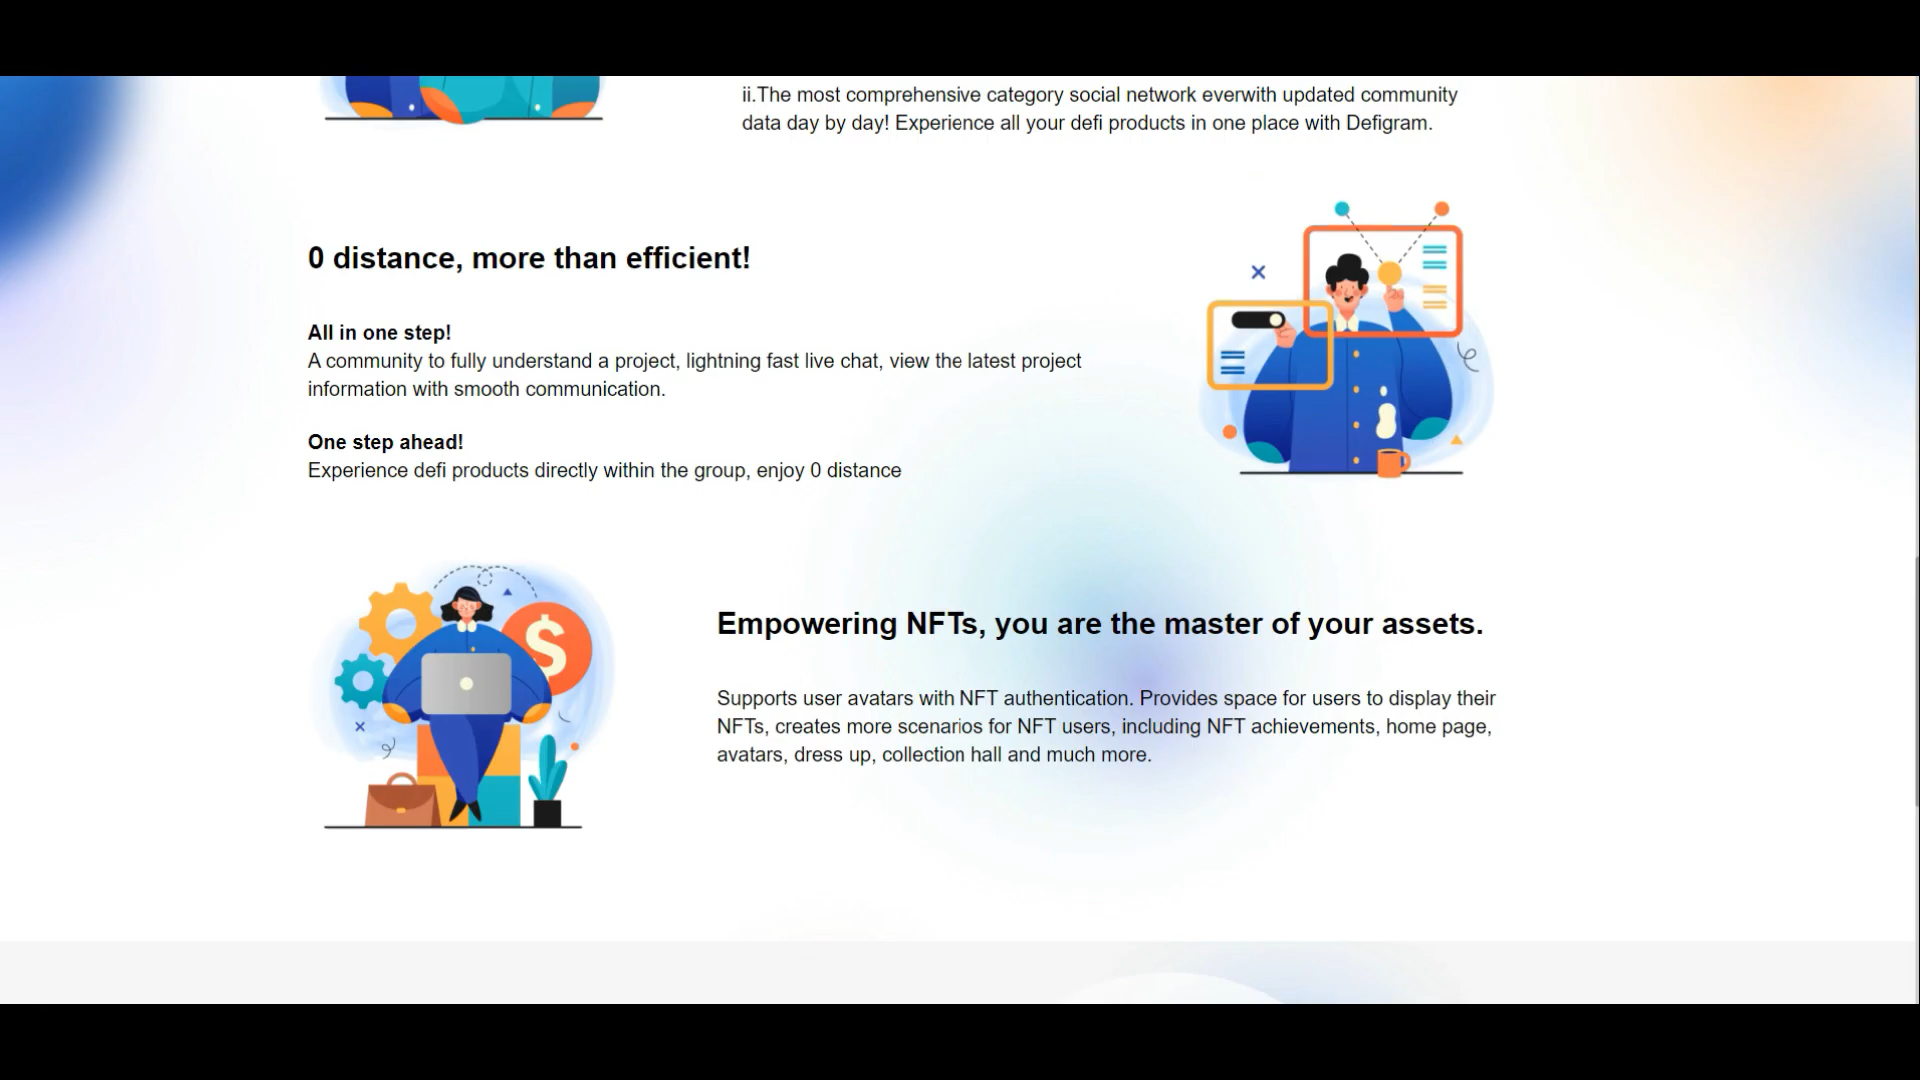 ii.The most comprehensive category social network everwith updated community
data day by day! Experience all your defi products in one place with Defigram.
0 distance, more than efficient!
All in one step!
A community to fully understand a project, lightning fast live chat, view the latest project
information with smooth communication.
One step ahead!
Experience defi products directly within the group, enjoy 0 distance
$
Empowering NFTs, you are the master of your assets.
Supports user avatars with NFT authentication. Provides space for users to display their
NFTs, creates more scenarios for NFT users, including NFT achievements, home page,
avatars, dress up, collection hall and much more.